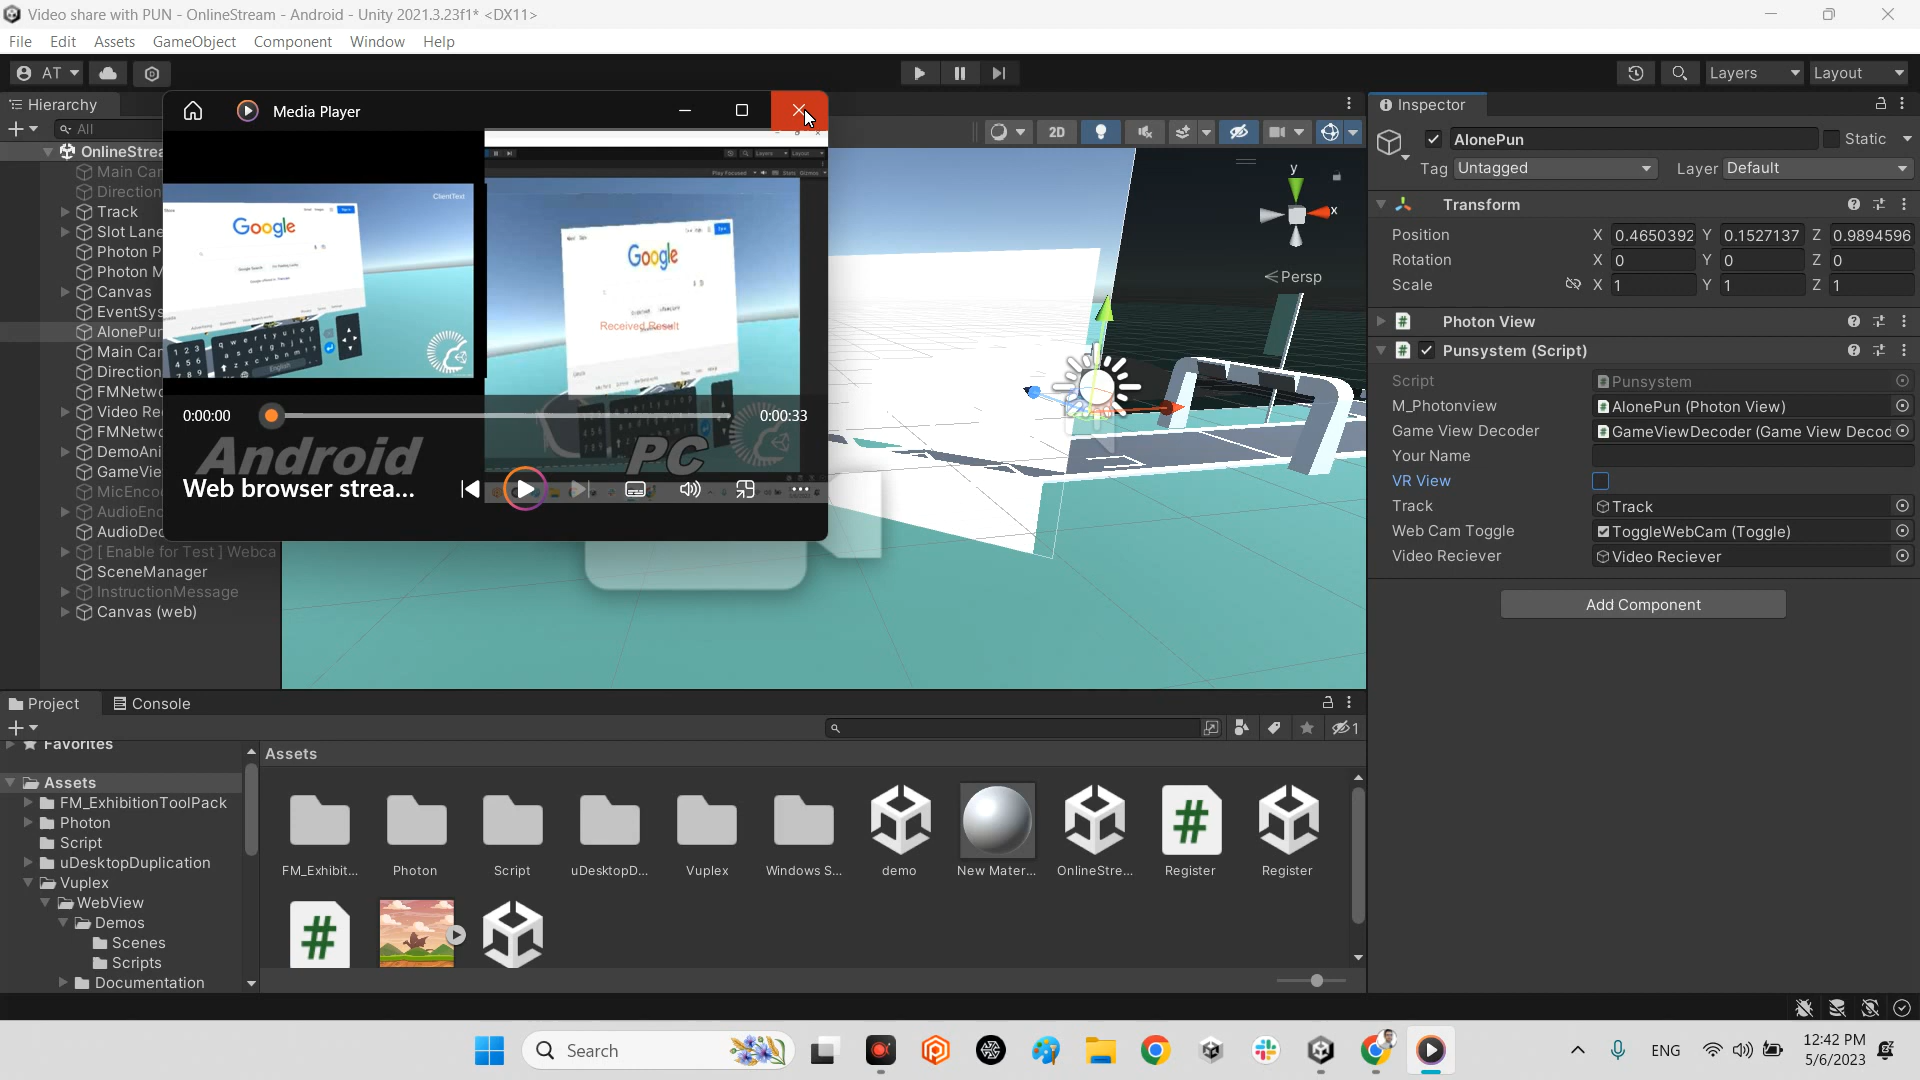 Video share with PUN - OnlineStream - Android - Unity 2021.3.23f1* <DX11>
File Edit Assets GameObject Component Window Help
AT
Layers Layout
Hierarchy
All
OnlineStrea
Main Car
Direction
Track
Slot Lane
Photon P
Photon M
Canvas
EventSys
AlonePun
Main Car
Direction
FMNetwo
Video Re
FMNetwo
DemoAni
GameVie
MicEnco
AudioEnc
AudioDec
[ Enable for Test ] Webca
SceneManager
InstructionMessage
Canvas (web)
Media Player
ClientText
Google
Google
Received Result
0:00:00
0:00:33
Android
PC
Web browser strea...
2D
y
x
Persp
Inspector
AlonePun
Static
Tag Untagged
Layer Default
Transform
Position X 0.4650392 Y 0.1527137 Z 0.9894596
Rotation X 0 Y 0 Z 0
Scale X 1 Y 1 Z 1
Photon View
Punsystem (Script)
Script Punsystem
M_Photonview AlonePun (Photon View)
Game View Decoder GameViewDecoder (Game View Decod
Your Name
VR View
Track Track
Web Cam Toggle ToggleWebCam (Toggle)
Video Reciever Video Reciever
Add Component
Project Console
1
Favorites
Assets
FM_ExhibitionToolPack
Photon
Script
uDesktopDuplication
Vuplex
WebView
Demos
Scenes
Scripts
Documentation
Assets
FM_Exhibit... Photon Script uDesktopD... Vuplex Windows S... demo New Mater... OnlineStre... Register Register
Search
ENG
12:42 PM
5/6/2023